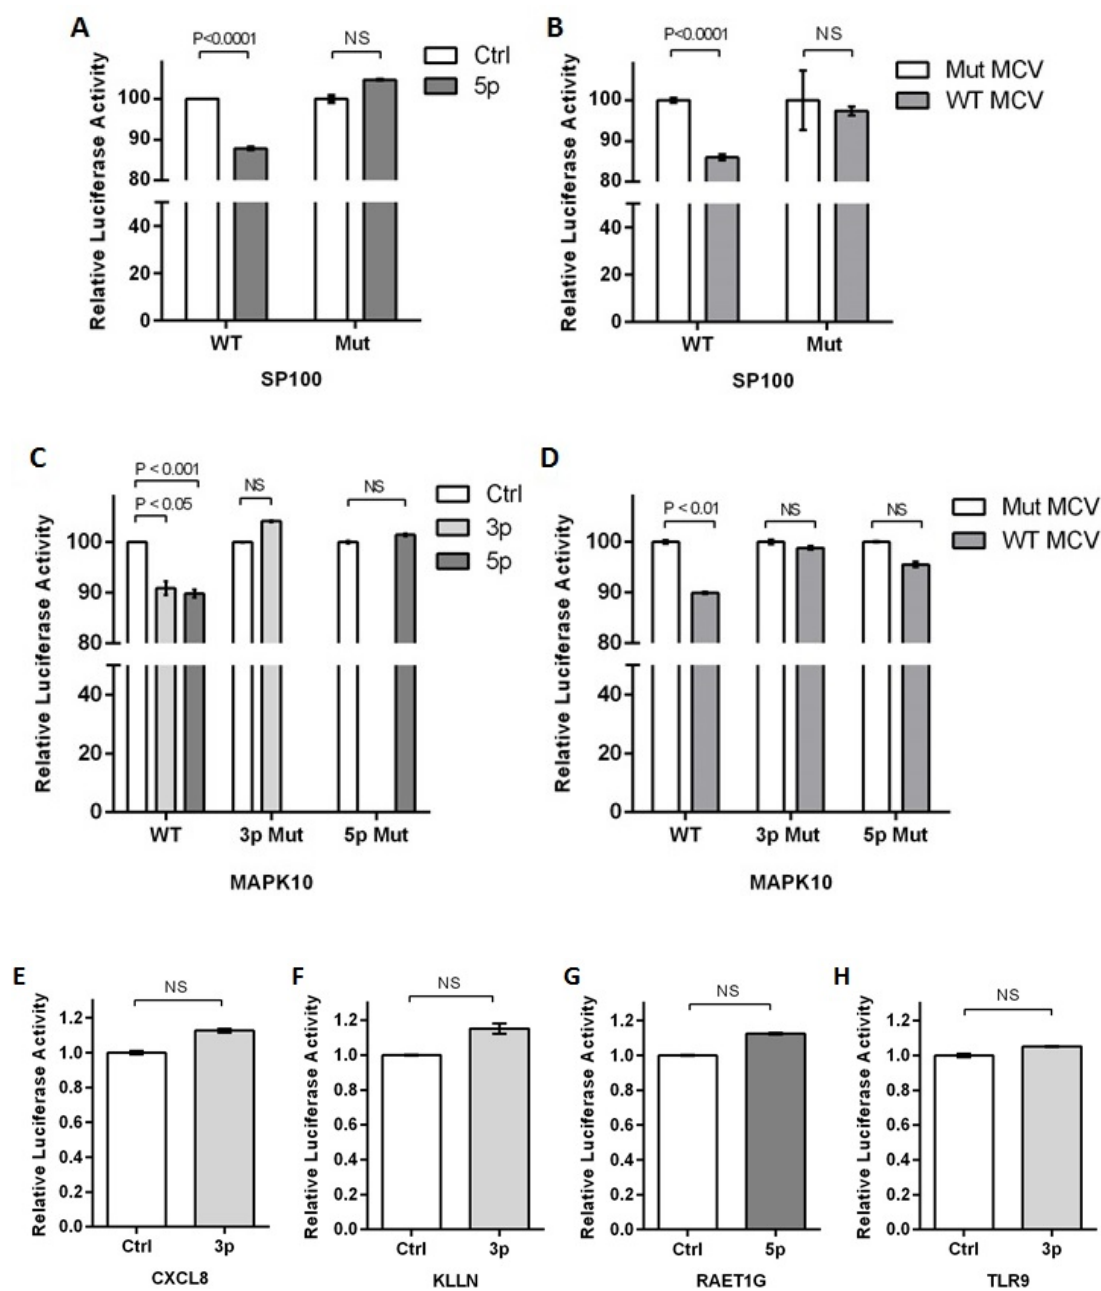 A
P<0.0001
NS
Ctrl
5p
Relative Luciferase Activity
100
90
80
40
20
0
WT
Mut
SP100
B
P<0.0001
NS
Mut MCV
WT MCV
Relative Luciferase Activity
100
90
80
40
20
0
WT
Mut
SP100
C
P < 0.001
P < 0.05
NS
NS
Ctrl
3p
5p
Relative Luciferase Activity
100
90
80
40
20
0
WT
3p Mut
5p Mut
MAPK10
D
P < 0.01
NS
NS
Mut MCV
WT MCV
Relative Luciferase Activity
100
90
80
40
20
0
WT
3p Mut
5p Mut
MAPK10
E
NS
Relative Luciferase Activity
1.2
1.0
0.8
0.6
0.4
0.2
0.0
Ctrl
3p
CXCL8
F
NS
Relative Luciferase Activity
1.2
1.0
0.8
0.6
0.4
0.2
0.0
Ctrl
3p
KLLN
G
NS
Relative Luciferase Activity
1.2
1.0
0.8
0.6
0.4
0.2
0.0
Ctrl
5p
RAET1G
H
NS
Relative Luciferase Activity
1.2
1.0
0.8
0.6
0.4
0.2
0.0
Ctrl
3p
TLR9